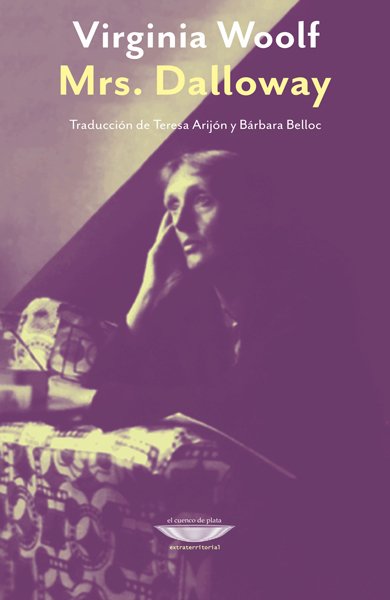 Virginia Woolf
Mrs. Dalloway
Traducción de Teresa Arijón y Bárbara Belloc
el cuenco de plata
extraterritorial